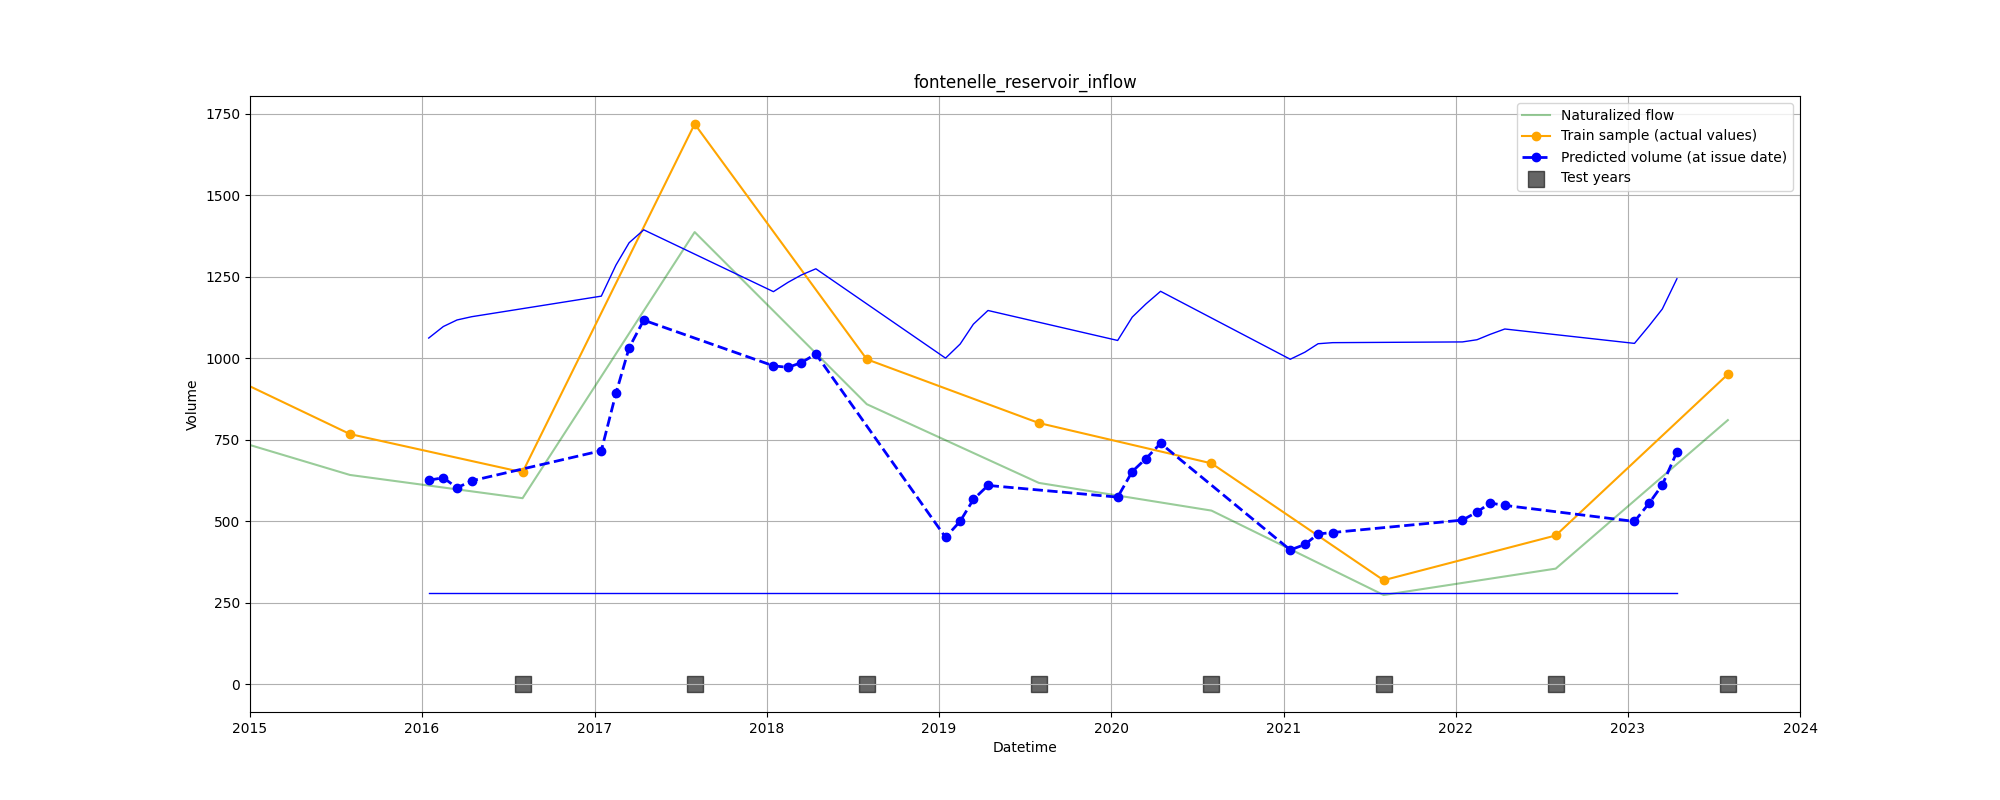 fontenelle_reservoir_inflow
Naturalized flow
Train sample (actual values)
Predicted volume (at issue date)
Test years
1750
1500
1250
1000
750
500
250
0
Volume
2015 2016 2017 2018 2019 2020 2021 2022 2023 2024
Datetime